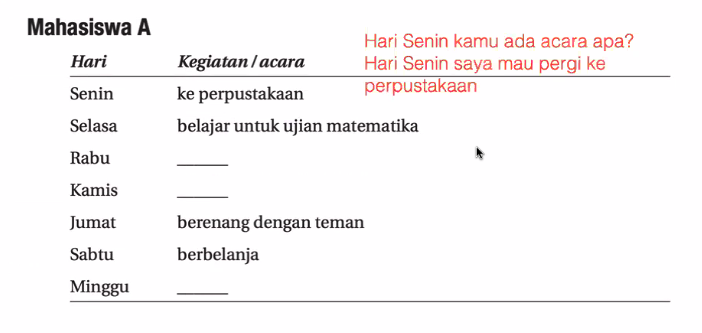 Mahasiswa A
Hari Senin kamu ada acara apa?
Hari Senin saya mau pergi ke
perpustakaan
Hari Kegiatan / acara
Senin ke perpustakaan
Selasa belajar untuk ujian matematika
Rabu ______
Kamis ______
Jumat berenang dengan teman
Sabtu berbelanja
Minggu ______